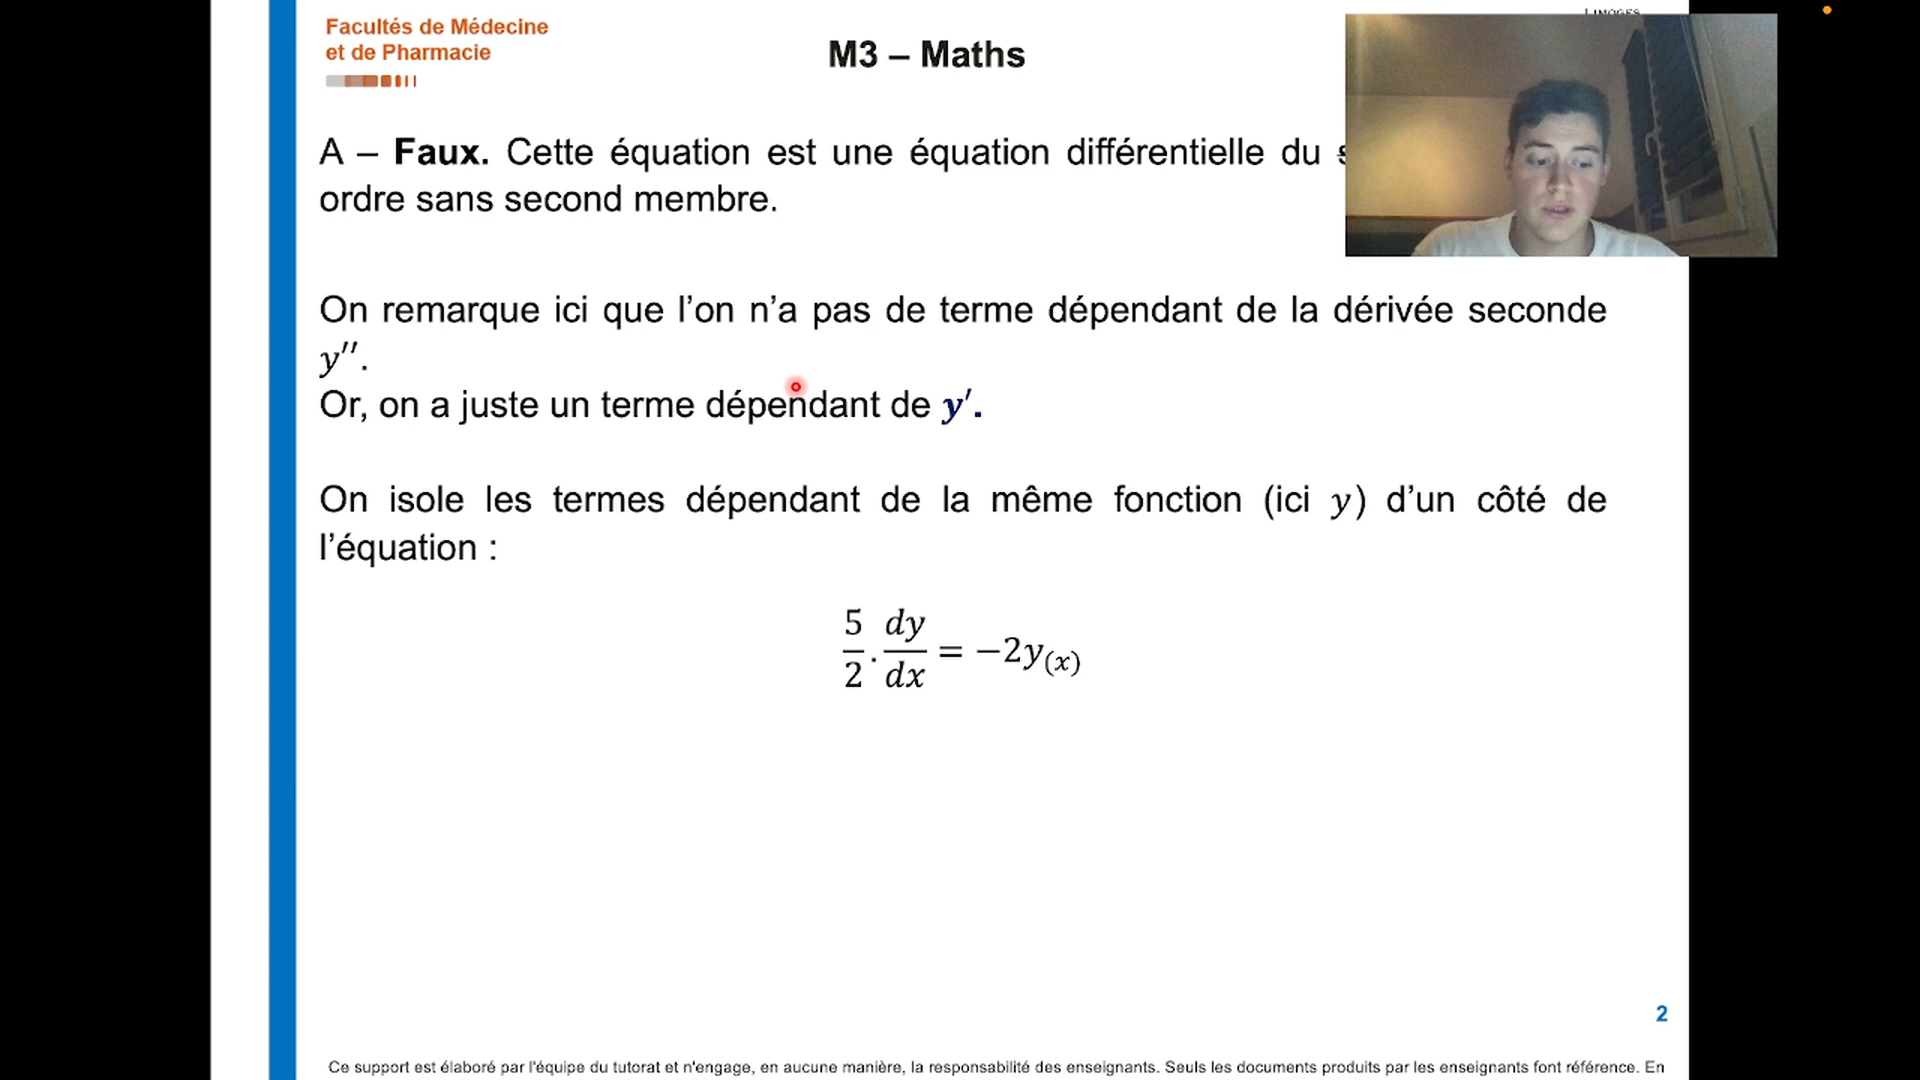 Facultés de Médecine
et de Pharmacie
LIMOGES
M3 – Maths
A – Faux. Cette équation est une équation différentielle du
ordre sans second membre.
On remarque ici que l’on n’a pas de terme dépendant de la dérivée seconde
y′′.
Or, on a juste un terme dépendant de y′.
On isole les termes dépendant de la même fonction (ici y) d’un côté de
l’équation :
5/2 . dy/dx = −2y(x)
2
Ce support est élaboré par l'équipe du tutorat et n'engage, en aucune manière, la responsabilité des enseignants. Seuls les documents produits par les enseignants font référence. En